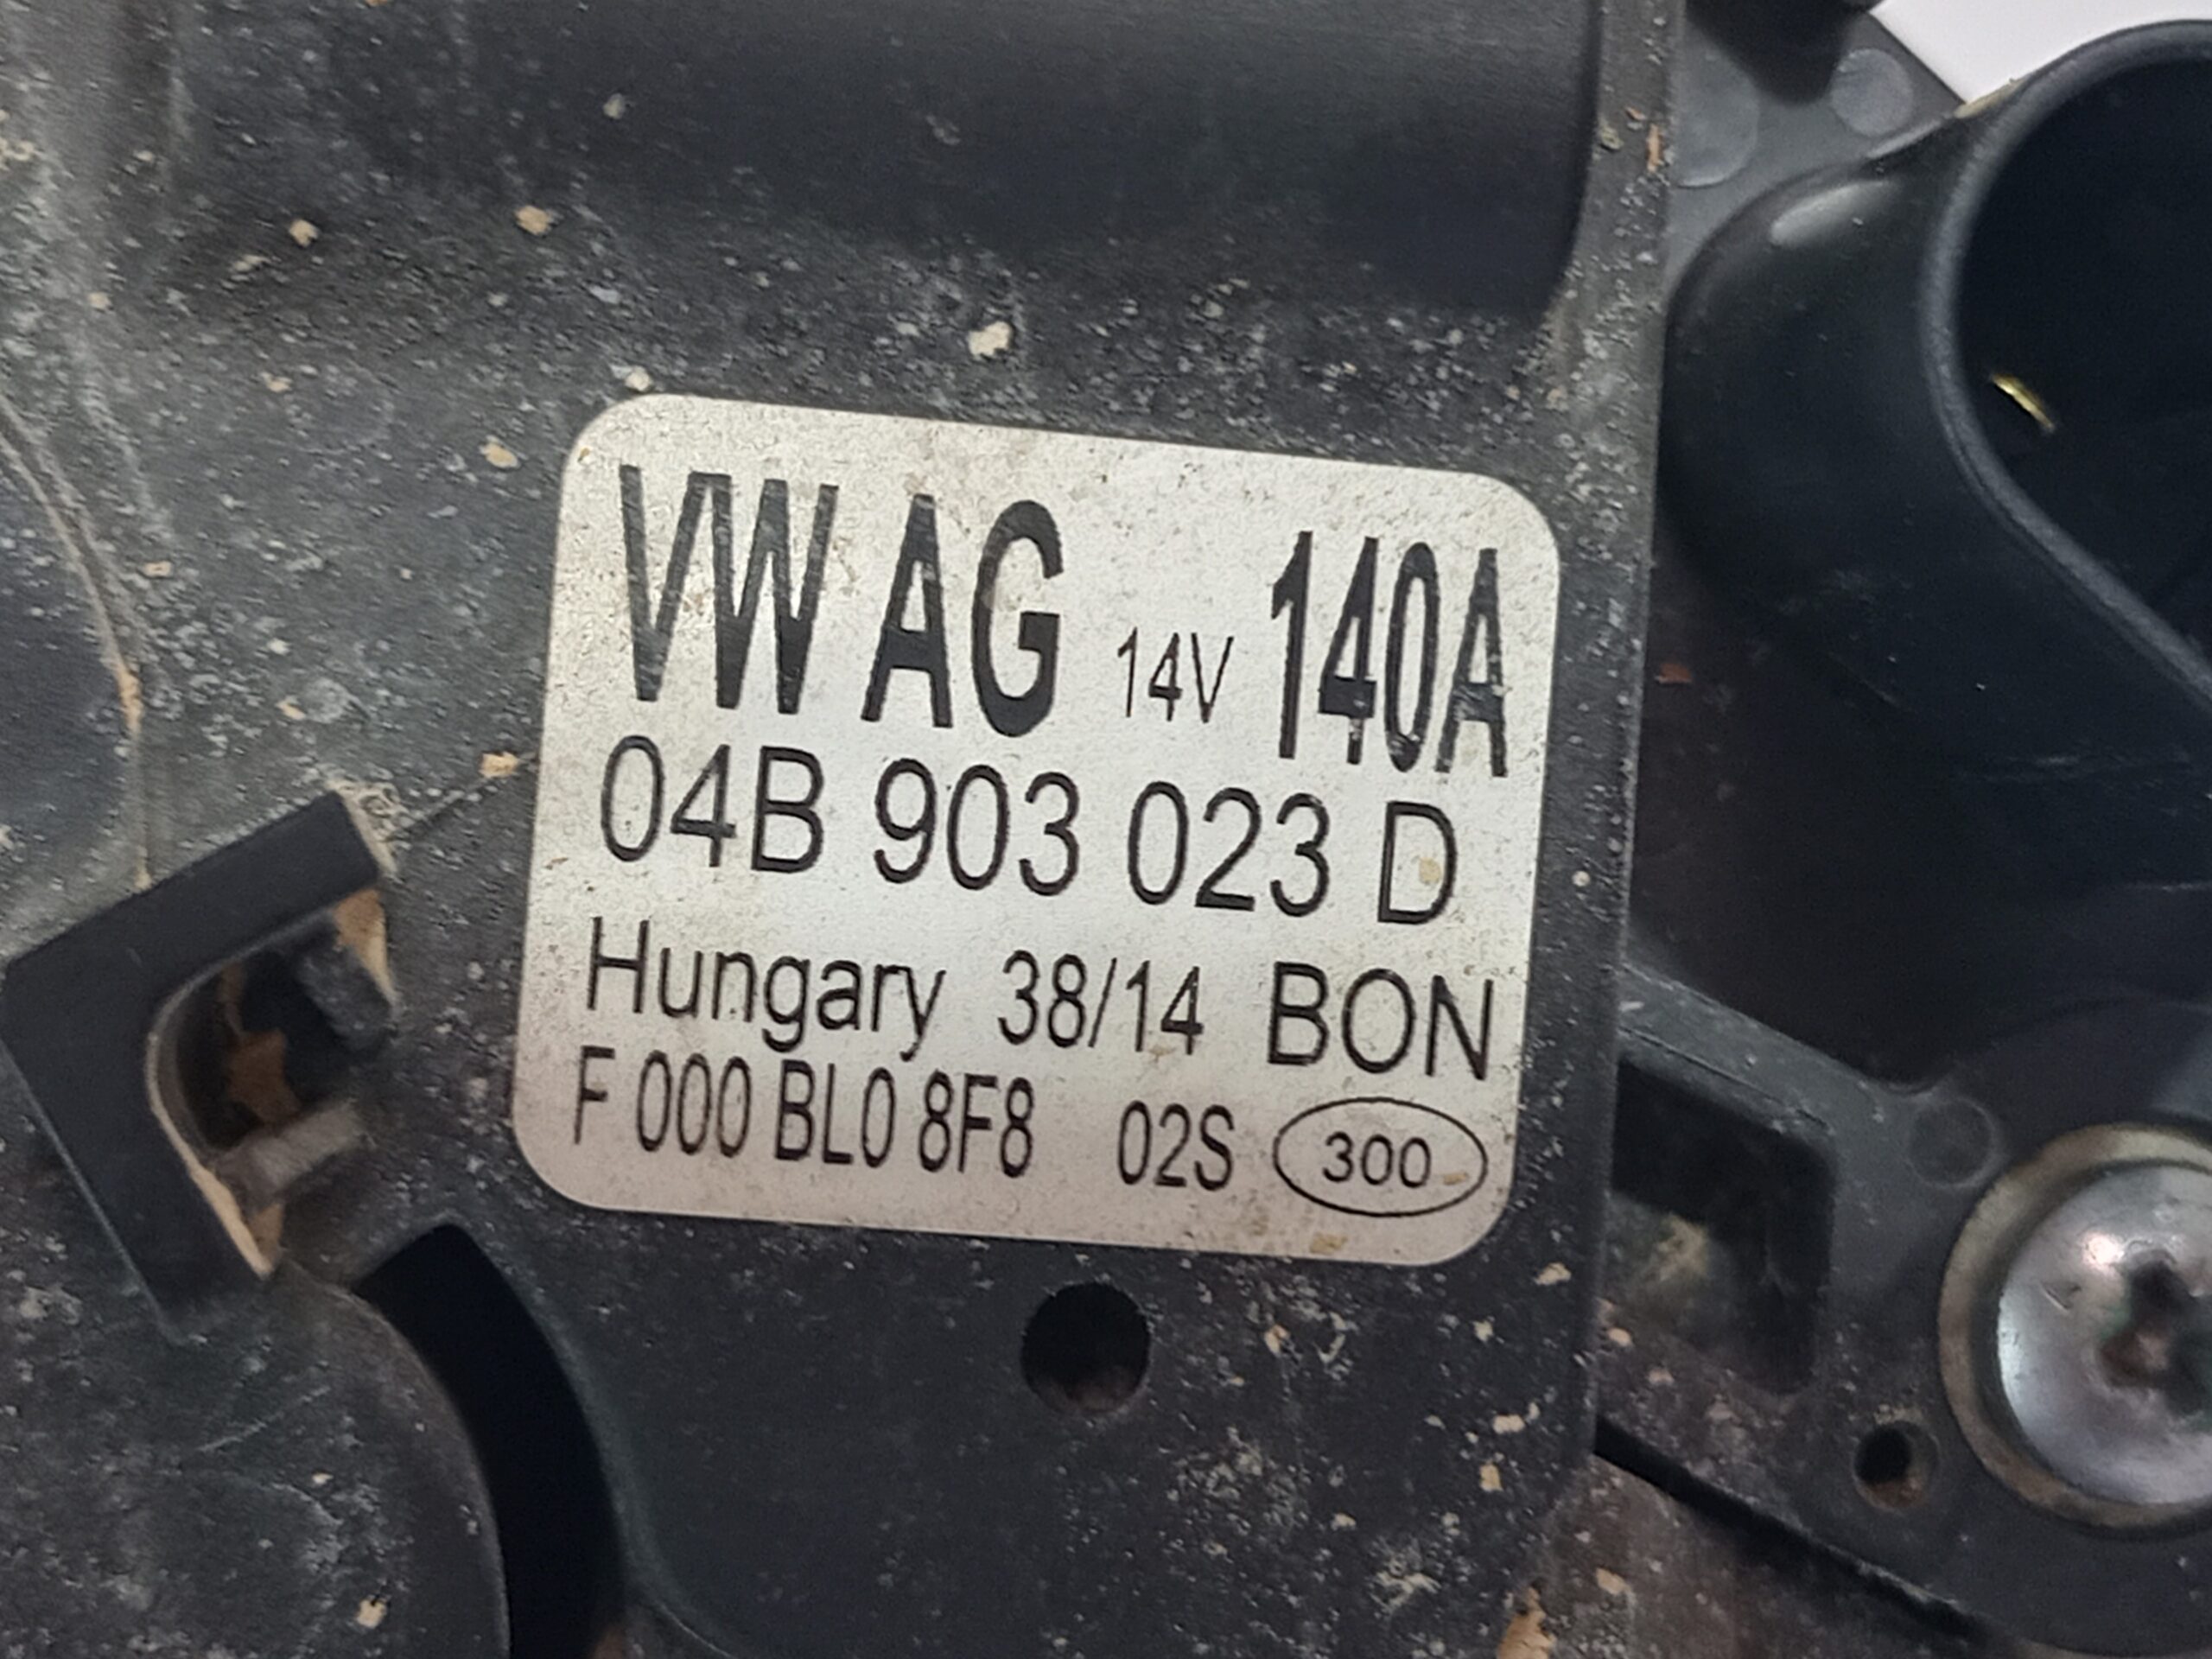 VW AG 14V 140A
04B 903 023 D
Hungary 38/14 BON
F 000 BL0 8F8 02S 300